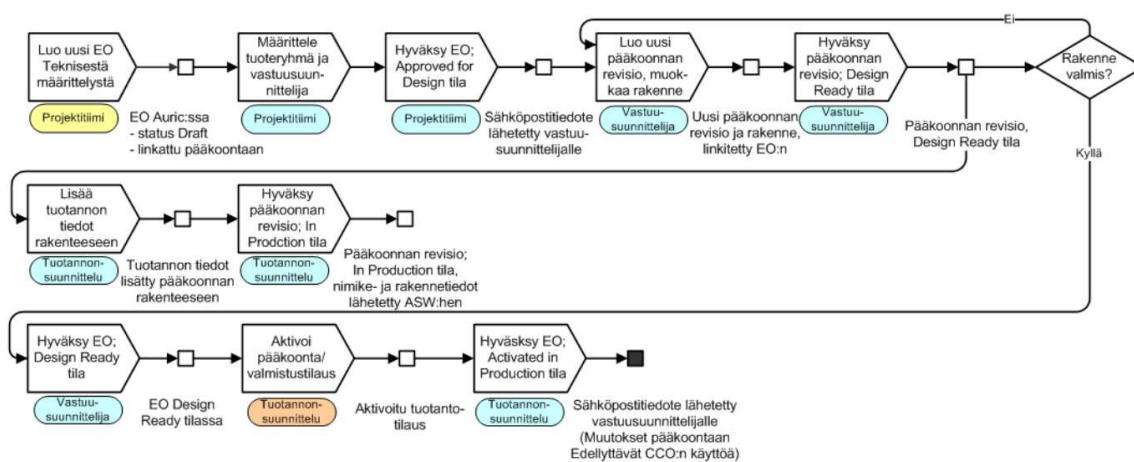 Ei
Luo uusi EO
Teknisestä
määrittelystä
Projektitiimi
EO Auric:ssa
- status Draft
- linkattu pääkoontaan
Määrittele
tuoteryhmä ja
vastuusuun-
nittelija
Projektitiimi
Hyväksy EO;
Approved for
Design tila
Projektitiimi
Sähköpostitiedote
lähetetty vastuu-
suunnittelijalle
Luo uusi
pääkoonnan
revisio, muok-
kaa rakenne
Vastuu-
suunnittelija
Uusi pääkoonnan
revisio ja rakenne,
linkitetty EO:n
Hyväksy
pääkoonnan
revisio; Design
Ready tila
Vastuu-
suunnittelija
Pääkoonnan revisio,
Design Ready tila
Rakenne
valmis?
Kyllä
Lisää
tuotannon
tiedot
rakenteeseen
Tuotannon-
suunnittelu
Tuotannon tiedot
lisätty pääkoonnan
rakenteeseen
Hyväksy
pääkoonnan
revisio; In
Prodction tila
Tuotannon-
suunnittelu
Pääkoonnan revisio;
In Production tila,
nimike- ja rakennetiedot
lähetetty ASW:hen
Hyväksy EO;
Design Ready
tila
Vastuu-
suunnittelija
EO Design
Ready tilassa
Aktivoi
pääkoonta/
valmistustilaus
Tuotannon-
suunnittelu
Aktivoitu tuotanto-
tilaus
Hyväsksy EO;
Activated in
Production tila
Tuotannon-
suunnittelu
Sähköpostitiedote lähetetty
vastuusuunnittelijalle
(Muutokset pääkoontaan
Edellyttävät CCO:n käyttöä)